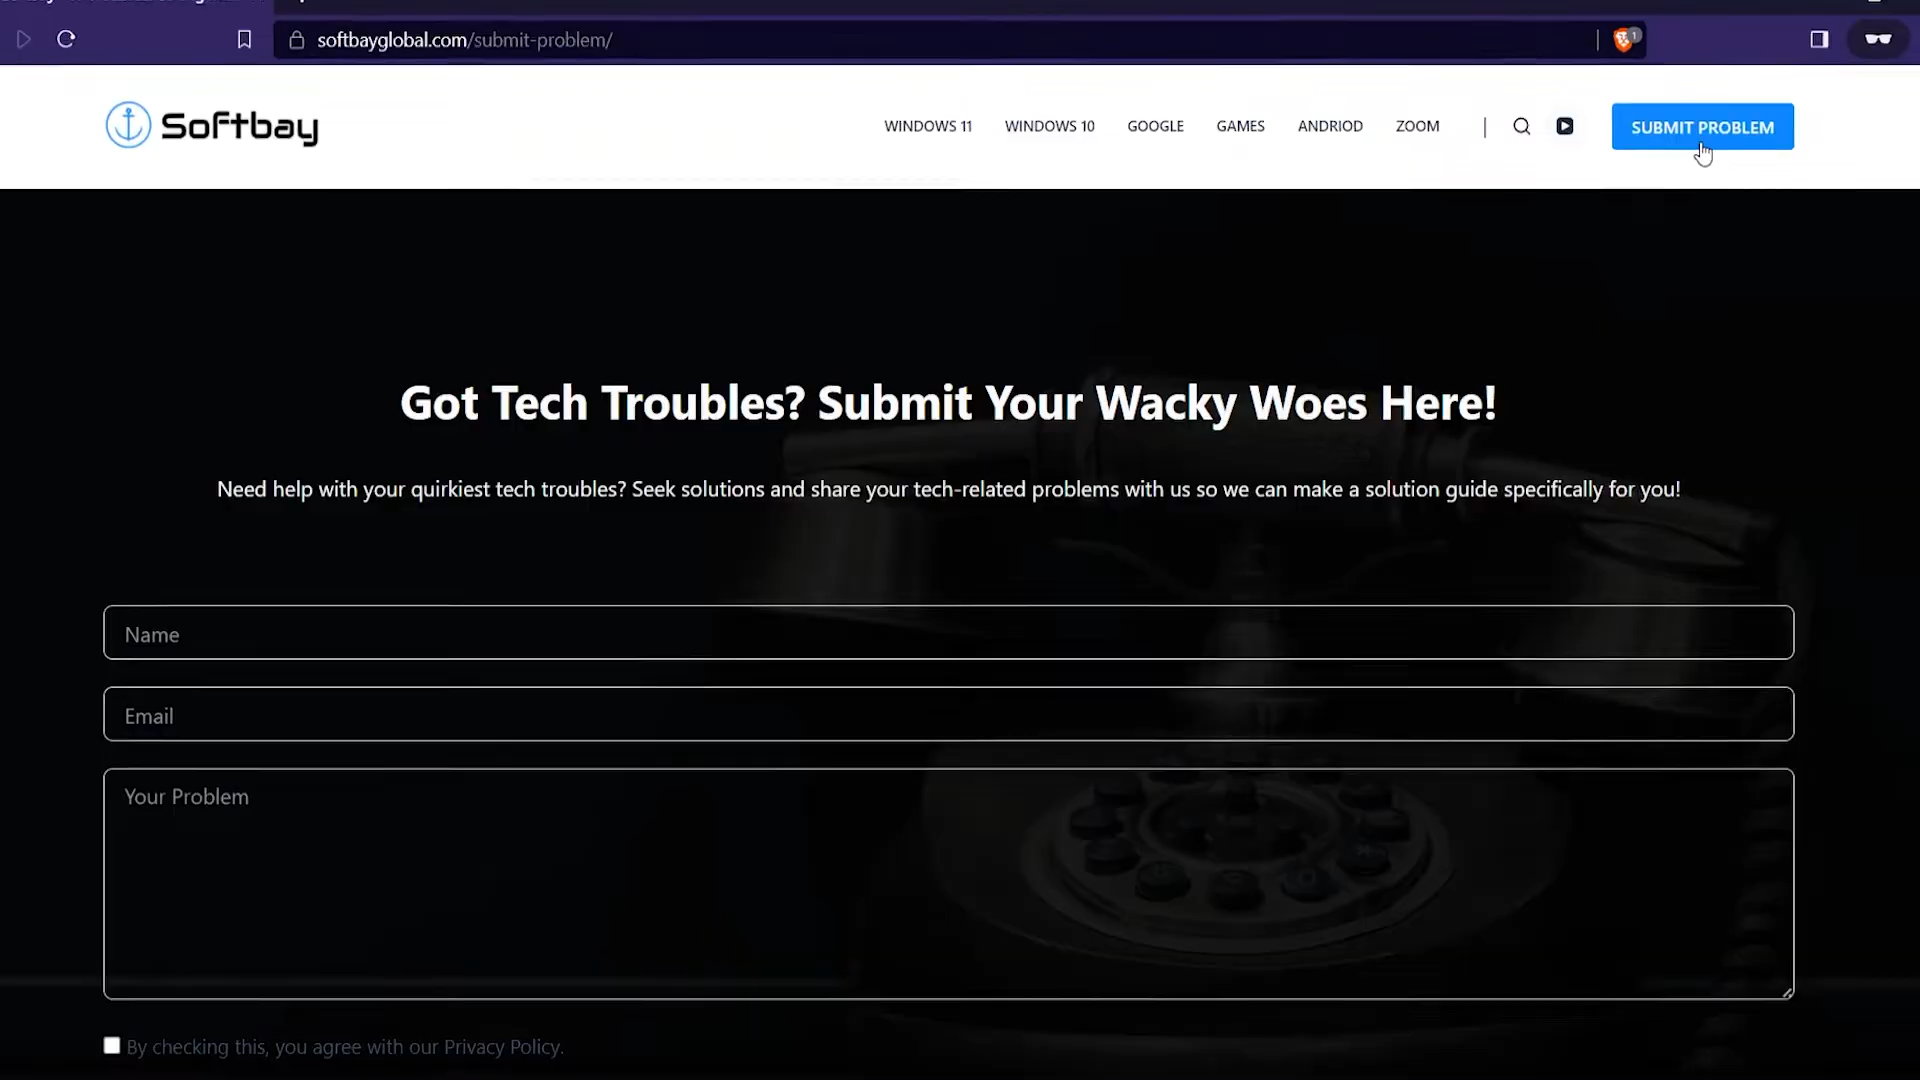 softbayglobal.com/submit-problem/
1
Softbay
WINDOWS 11
WINDOWS 10
GOOGLE
GAMES
ANDRIOD
ZOOM
SUBMIT PROBLEM
Got Tech Troubles? Submit Your Wacky Woes Here!
Need help with your quirkiest tech troubles? Seek solutions and share your tech-related problems with us so we can make a solution guide specifically for you!
Name
Email
Your Problem
By checking this, you agree with our Privacy Policy.